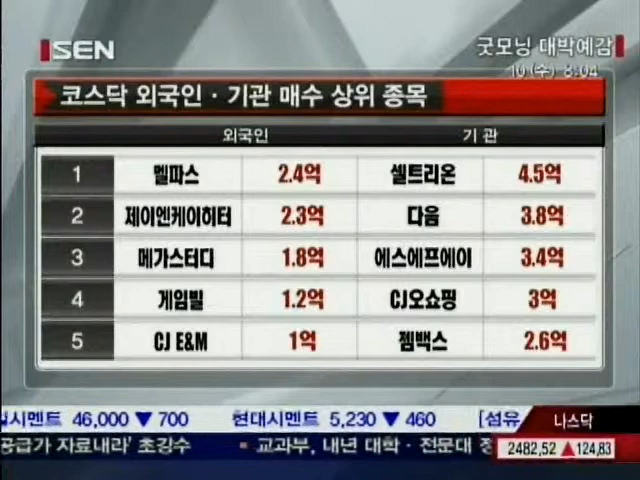 SEN
굿모닝 대박예감
10 (수) 8:04
코스닥 외국인 · 기관 매수 상위 종목
외국인 기관
1 멜파스 2.4억 셀트리온 4.5억
2 제이엔케이히터 2.3억 다음 3.8억
3 메가스터디 1.8억 에스에프에이 3.4억
4 게임빌 1.2억 CJ오쇼핑 3억
5 CJ E&M 1억 젬백스 2.6억
시멘트 46,000 ▼ 700 현대시멘트 5,230 ▼ 460 [섬유 나스닥
공급가 자료내라' 초강수 교과부, 내년 대학 · 전문대 2482,52 ▲124,83